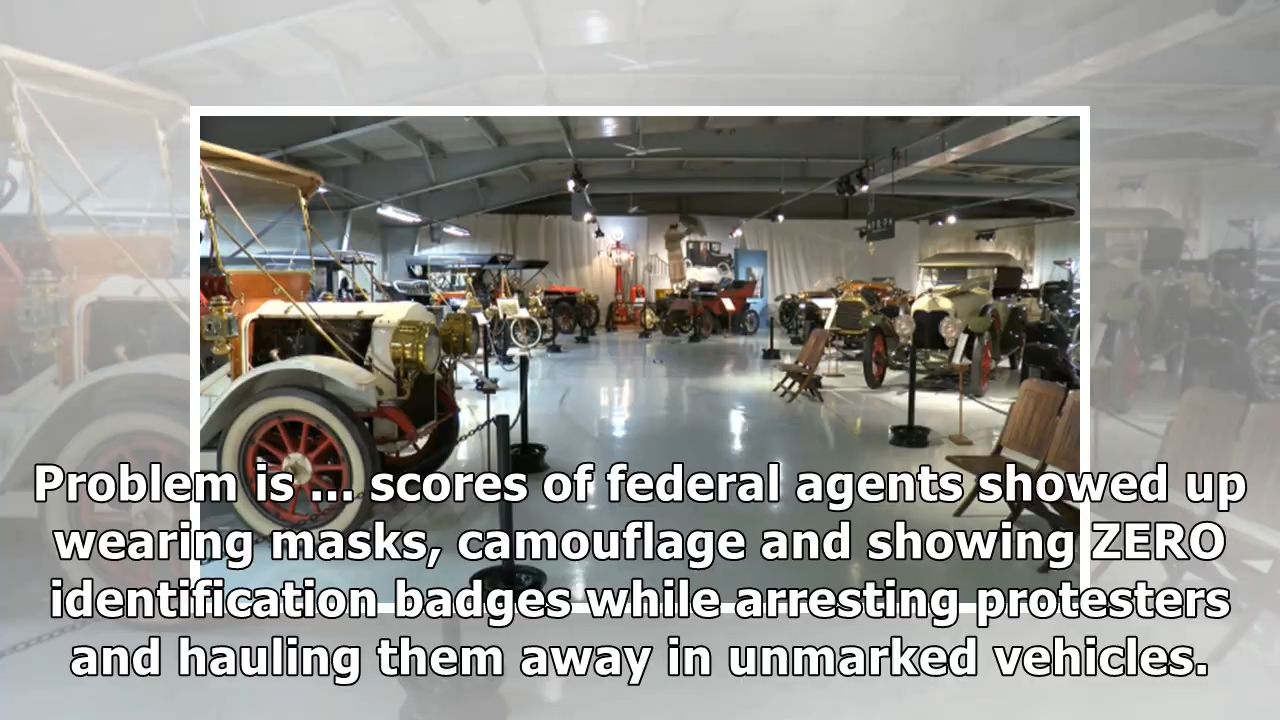 Problem is ... scores of federal agents showed up
wearing masks, camouflage and showing ZERO
identification badges while arresting protesters
and hauling them away in unmarked vehicles.